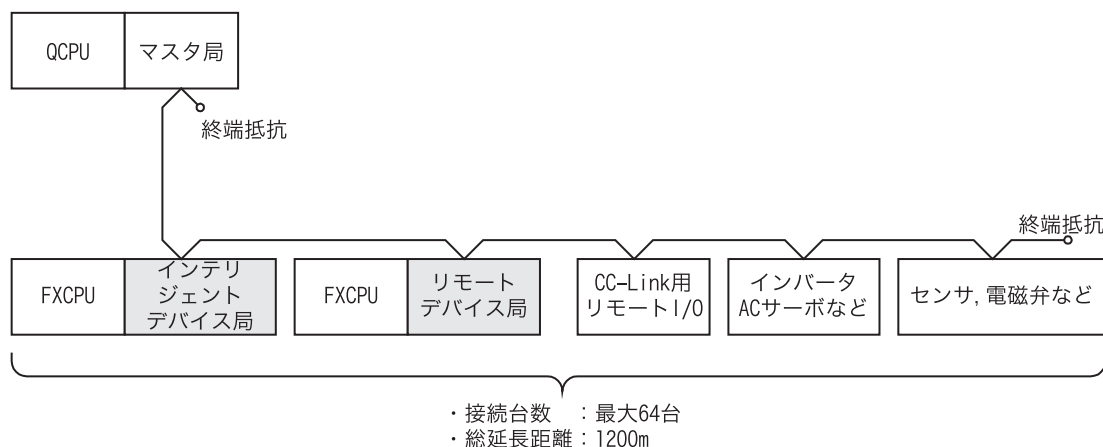 QCPU
マスタ局
終端抵抗
終端抵抗
FXCPU
インテリ
ジェント
デバイス局
FXCPU
リモート
デバイス局
CC-Link用
リモートI/O
インバータ
ACサーボなど
センサ, 電磁弁など
・接続台数　：最大64台
・総延長距離：1200m